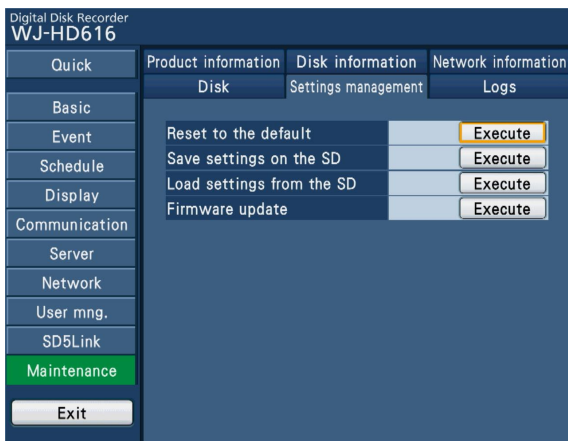 Digital Disk Recorder
WJ-HD616
Quick
Basic
Event
Schedule
Display
Communication
Server
Network
User mng.
SD5Link
Maintenance
Exit
Product information Disk information Network information
Disk Settings management Logs
Reset to the default Execute
Save settings on the SD Execute
Load settings from the SD Execute
Firmware update Execute